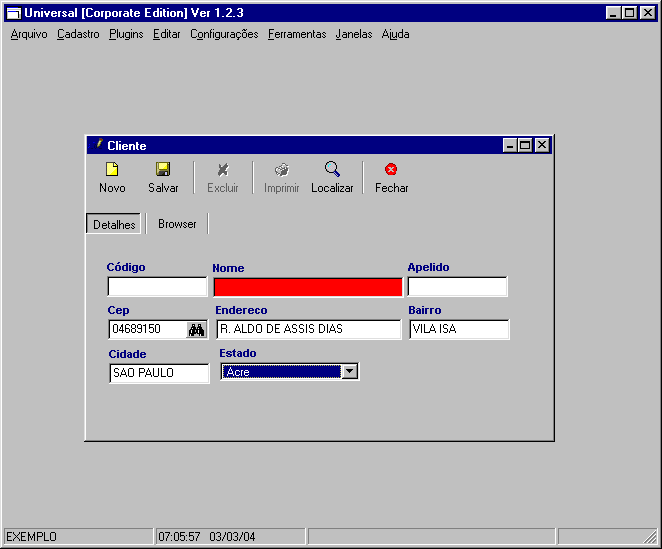 Universal [Corporate Edition] Ver 1.2.3
Arquivo Cadastro Plugins Editar Configurações Ferramentas Janelas Ajuda
Cliente
Novo Salvar Excluir Imprimir Localizar Fechar
Detalhes Browser
Código Nome Apelido
Cep Endereco Bairro
04689150 R. ALDO DE ASSIS DIAS VILA ISA
Cidade Estado
SAO PAULO Acre
EXEMPLO 07:05:57 03/03/04